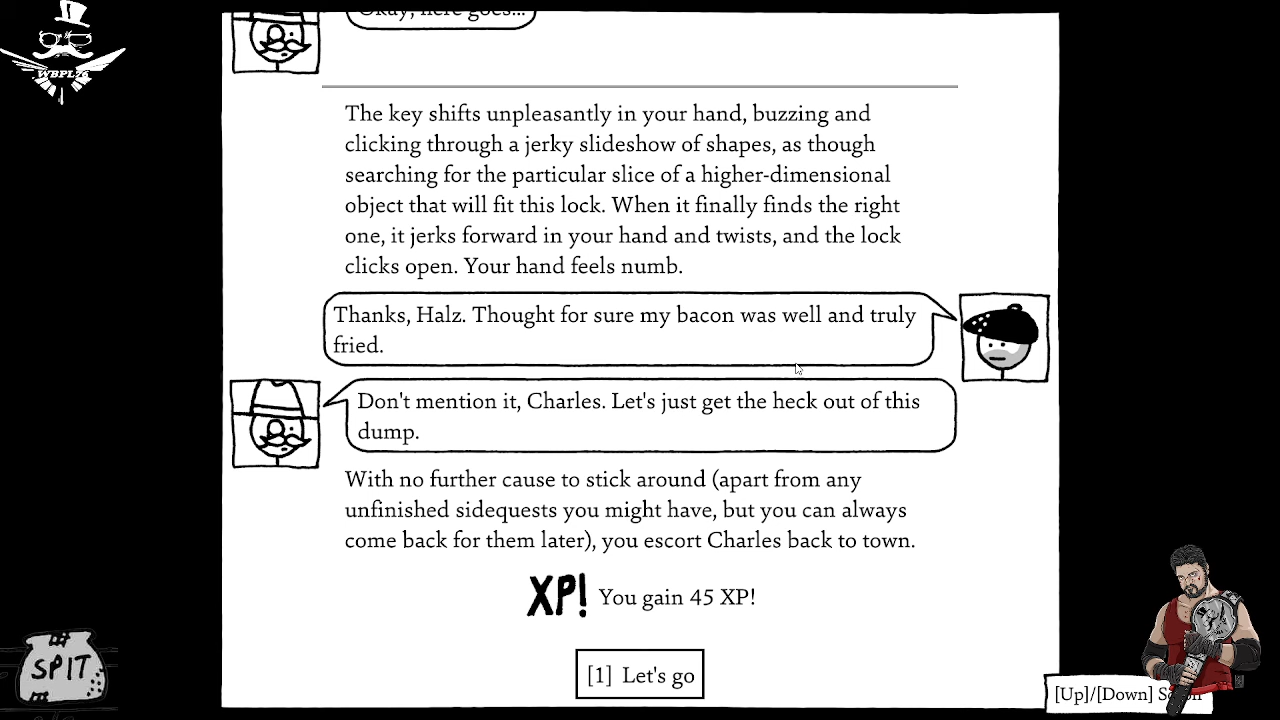 Okay, here goes...
WBPL76
The key shifts unpleasantly in your hand, buzzing and
clicking through a jerky slideshow of shapes, as though
searching for the particular slice of a higher-dimensional
object that will fit this lock. When it finally finds the right
one, it jerks forward in your hand and twists, and the lock
clicks open. Your hand feels numb.
Thanks, Halz. Thought for sure my bacon was well and truly
fried.
Don't mention it, Charles. Let's just get the heck out of this
dump.
With no further cause to stick around (apart from any
unfinished sidequests you might have, but you can always
come back for them later), you escort Charles back to town.
XP! You gain 45 XP!
SPIT
[1] Let's go
[Up]/[Down]